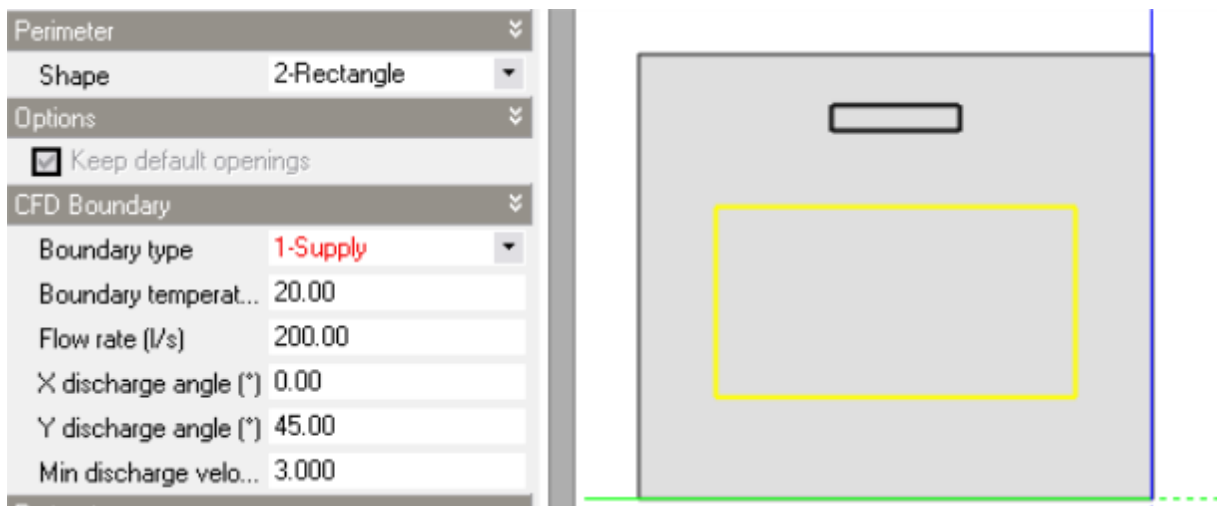 Perimeter
Shape 2-Rectangle
Options
Keep default openings
CFD Boundary
Boundary type 1-Supply
Boundary temperat... 20.00
Flow rate (l/s) 200.00
X discharge angle (°) 0.00
Y discharge angle (°) 45.00
Min discharge velo... 3.000